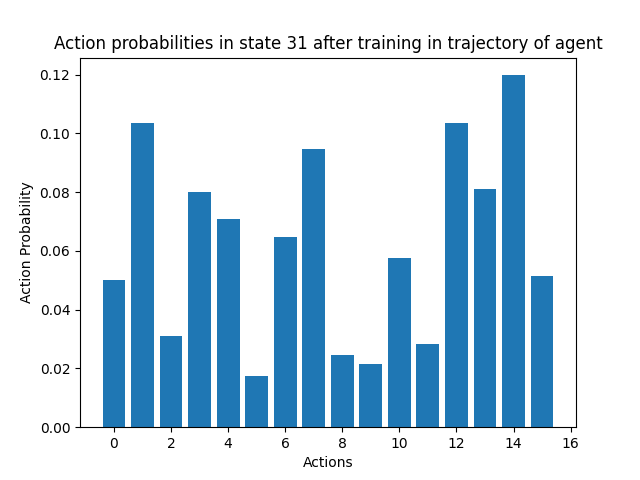 Action probabilities in state 31 after training in trajectory of agent
0.12
0.10
0.08
0.06
0.04
0.02
0.00
Action Probability
0 2 4 6 8 10 12 14 16
Actions